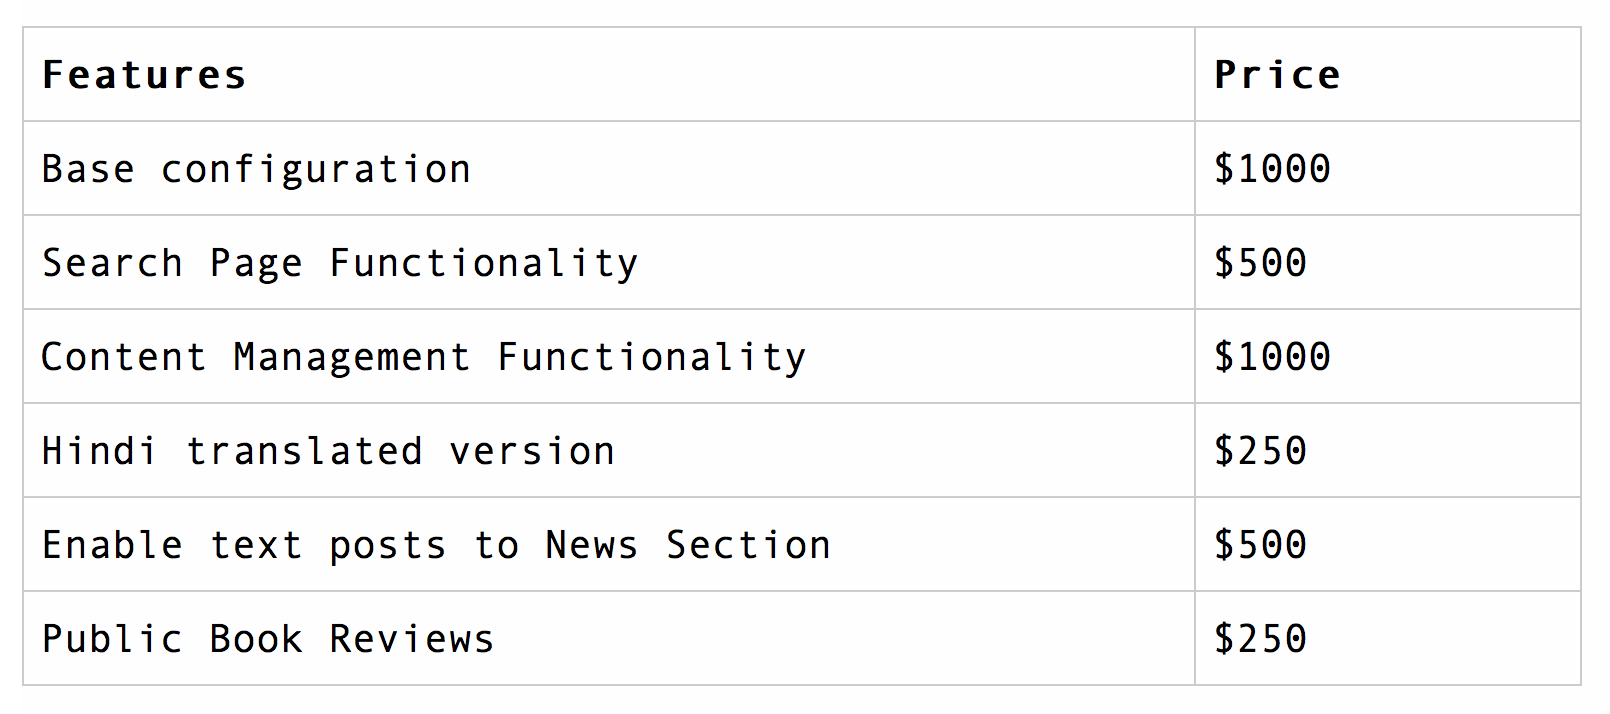 Features Price
Base configuration $1000
Search Page Functionality $500
Content Management Functionality $1000
Hindi translated version $250
Enable text posts to News Section $500
Public Book Reviews $250